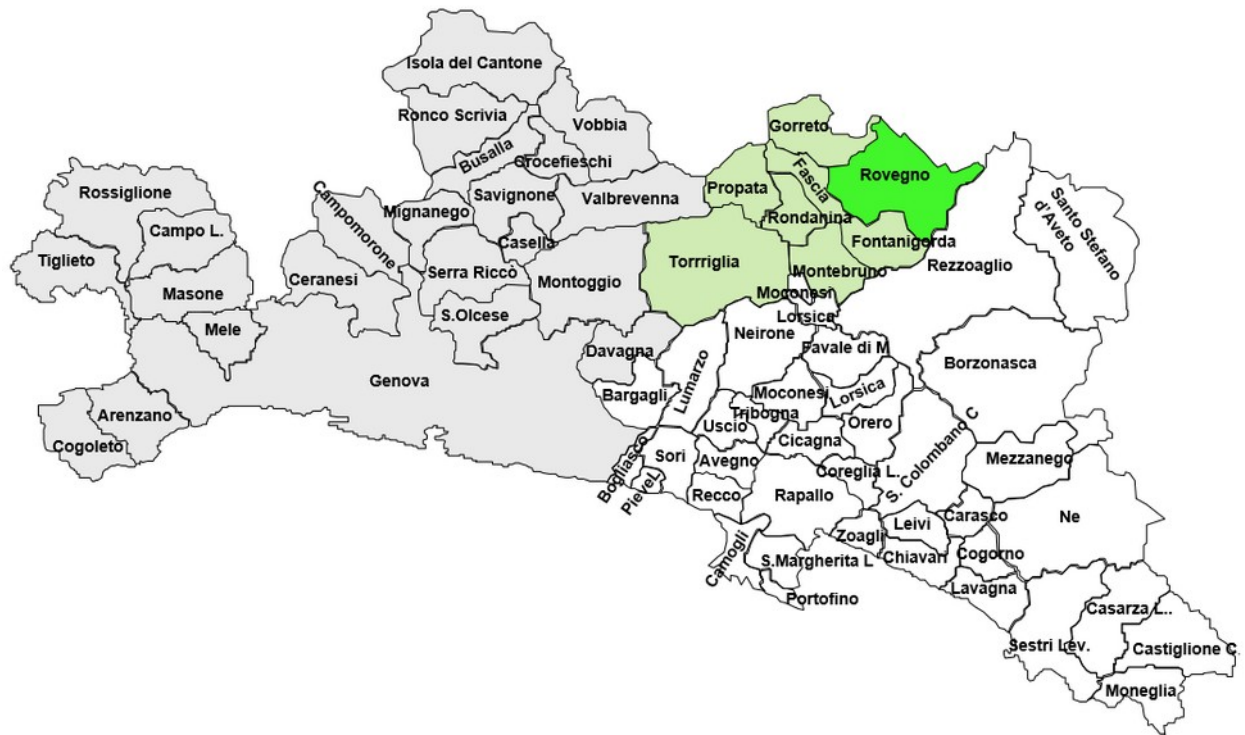 Isola del Cantone
Ronco Scrivia
Vobbia
Gorreto
Busalla
Crocefieschi
Rossiglione
Savignone
Valbrevenna
Propata
Fascia
Rovegno
Campomorone
Mignanego
Santo Stefano
d'Aveto
Campo L.
Casella
Rondanina
Fontanigorda
Tiglieto
Masone
Ceranesi
Serra Riccò
Montoggio
Torrriglia
Montebruno
Rezzoaglio
Mele
S.Olcese
Moconesi
Lorsica
Neirone
Davagna
Favale di M
Borzonasca
Genova
Bargagli
Lumarzo
Moconesi
Lorsica
Arenzano
Tribogna
Uscio
Cicagna
Orero
S. Colombano C
Cogoleto
Bogliasco
Sori
Avegno
Coreglia L.
Mezzanego
PieveL
Recco
Rapallo
Leivi
Carasco
Ne
Camogli
Zoagli
Chiavari
Cogorno
S.Margherita L
Lavagna
Portofino
Casarza L..
Sestri Lev.
Castiglione C.
Moneglia